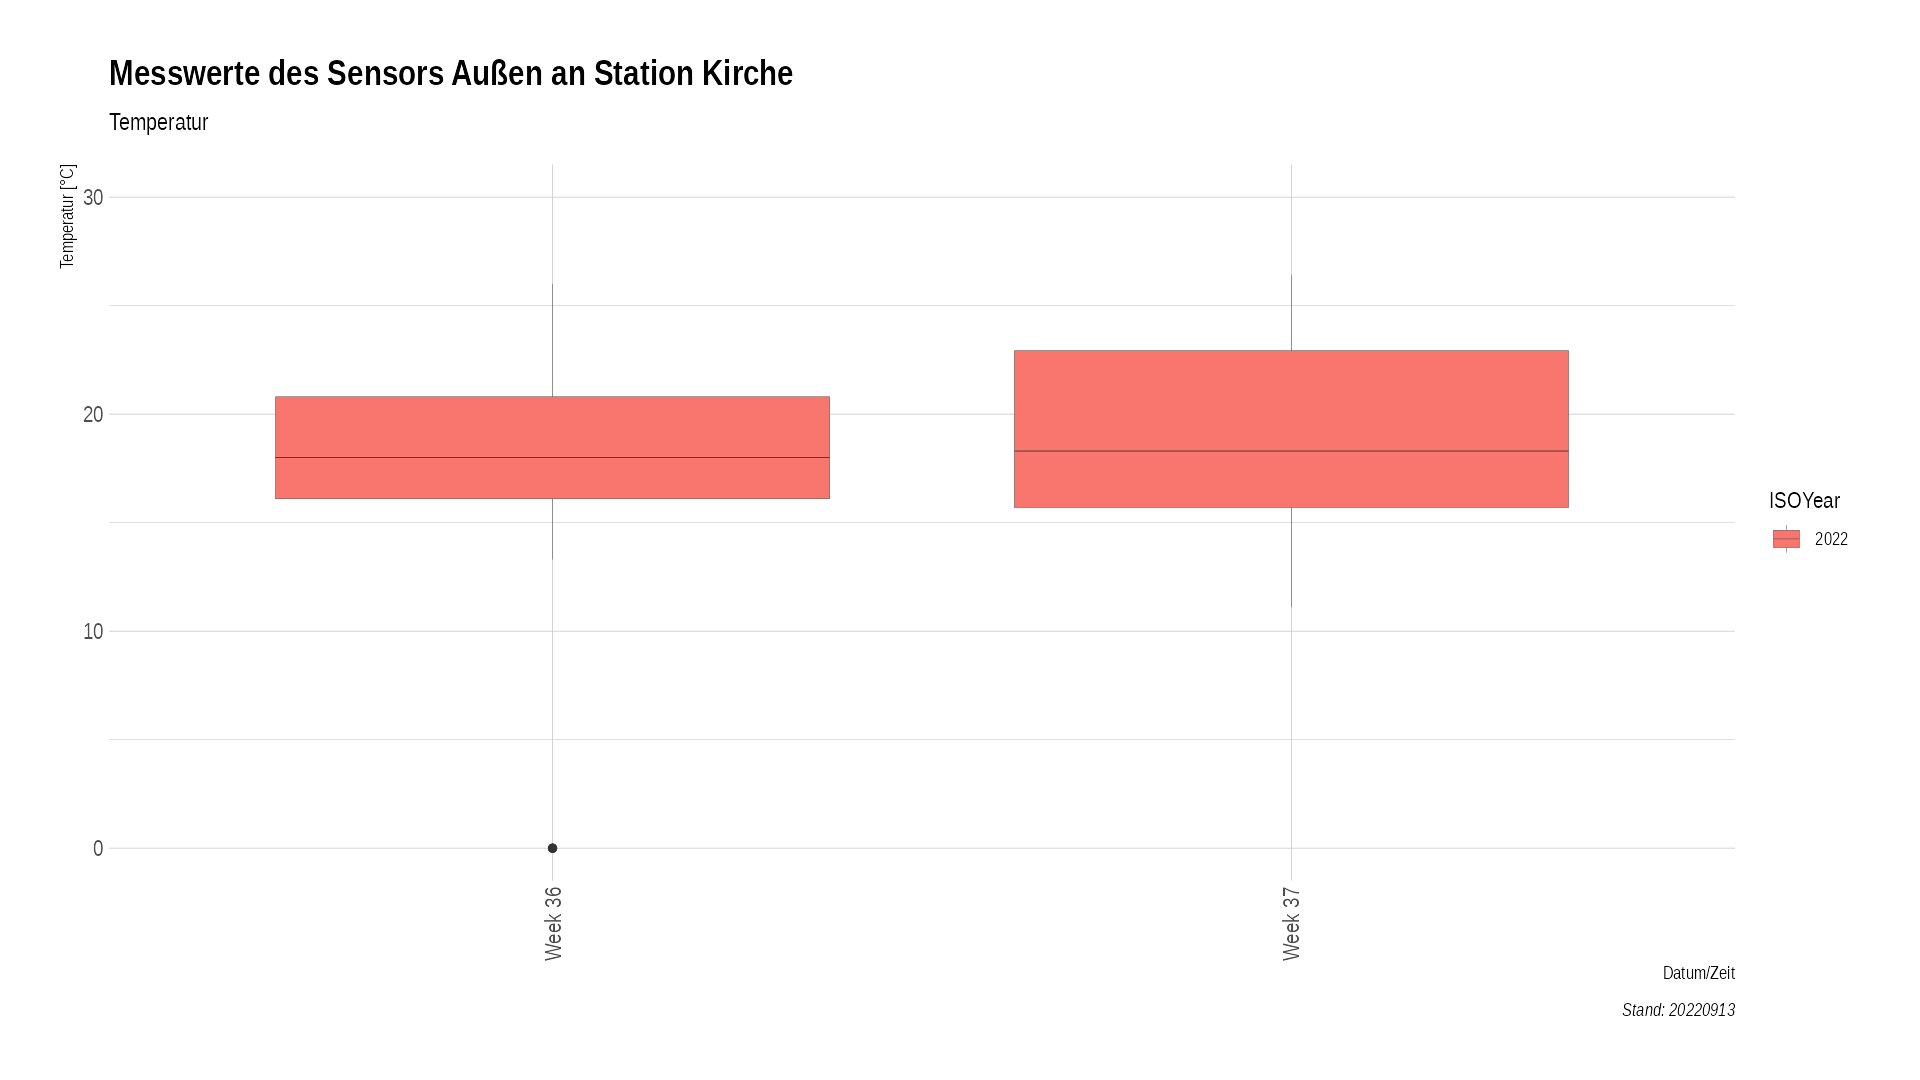 Messwerte des Sensors Außen an Station Kirche
Temperatur
Temperatur [°C]
30
20
10
0
Week 36
Week 37
Datum/Zeit
Stand: 20220913
ISOYear
2022